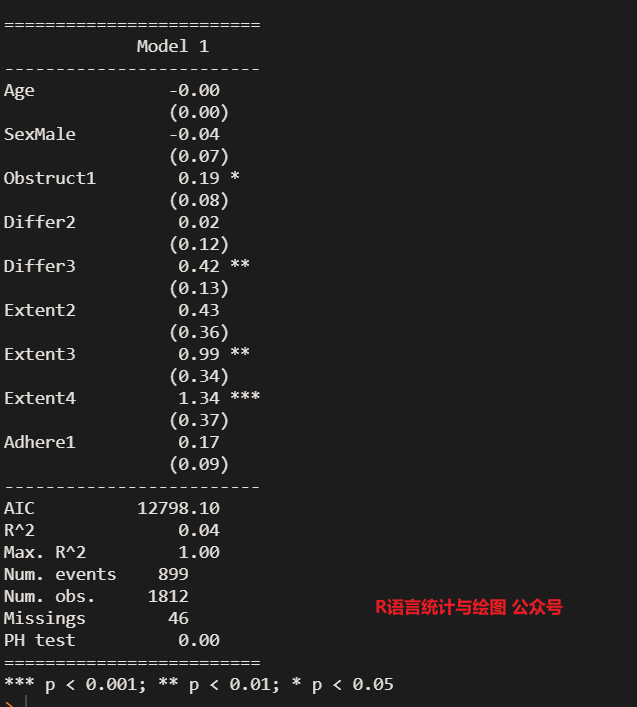 =========================
Model 1
-------------------------
Age -0.00
(0.00)
SexMale -0.04
(0.07)
Obstruct1 0.19 *
(0.08)
Differ2 0.02
(0.12)
Differ3 0.42 **
(0.13)
Extent2 0.43
(0.36)
Extent3 0.99 **
(0.34)
Extent4 1.34 ***
(0.37)
Adhere1 0.17
(0.09)
-------------------------
AIC 12798.10
R^2 0.04
Max. R^2 1.00
Num. events 899
Num. obs. 1812
Missings 46
PH test 0.00
=========================
*** p < 0.001; ** p < 0.01; * p < 0.05
R语言统计与绘图 公众号
>